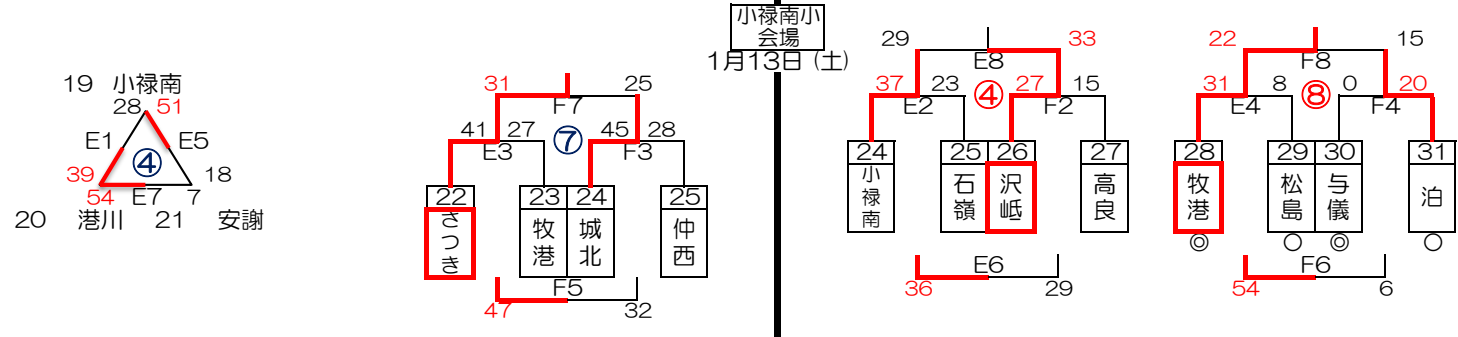 小禄南小
会場
1月13日（土）
19 小禄南
28 51
E1 E5
④
39 18
54 E7 7
20 港川 21 安謝
31 25
F7
41 27 ⑦ 45 28
E3 F3
22 23 24 25
さつき 牧港 城北 仲西
F5
47 32
29 33
E8
37 23 ④ 27 15
E2 F2
24 25 26 27
小禄南 石嶺 沢岻 高良
E6
36 29
22 15
F8
31 8 ⑧ 0 20
E4 F4
28 29 30 31
牧港 松島 与儀 泊
◎ ○ ◎ ○
F6
54 6